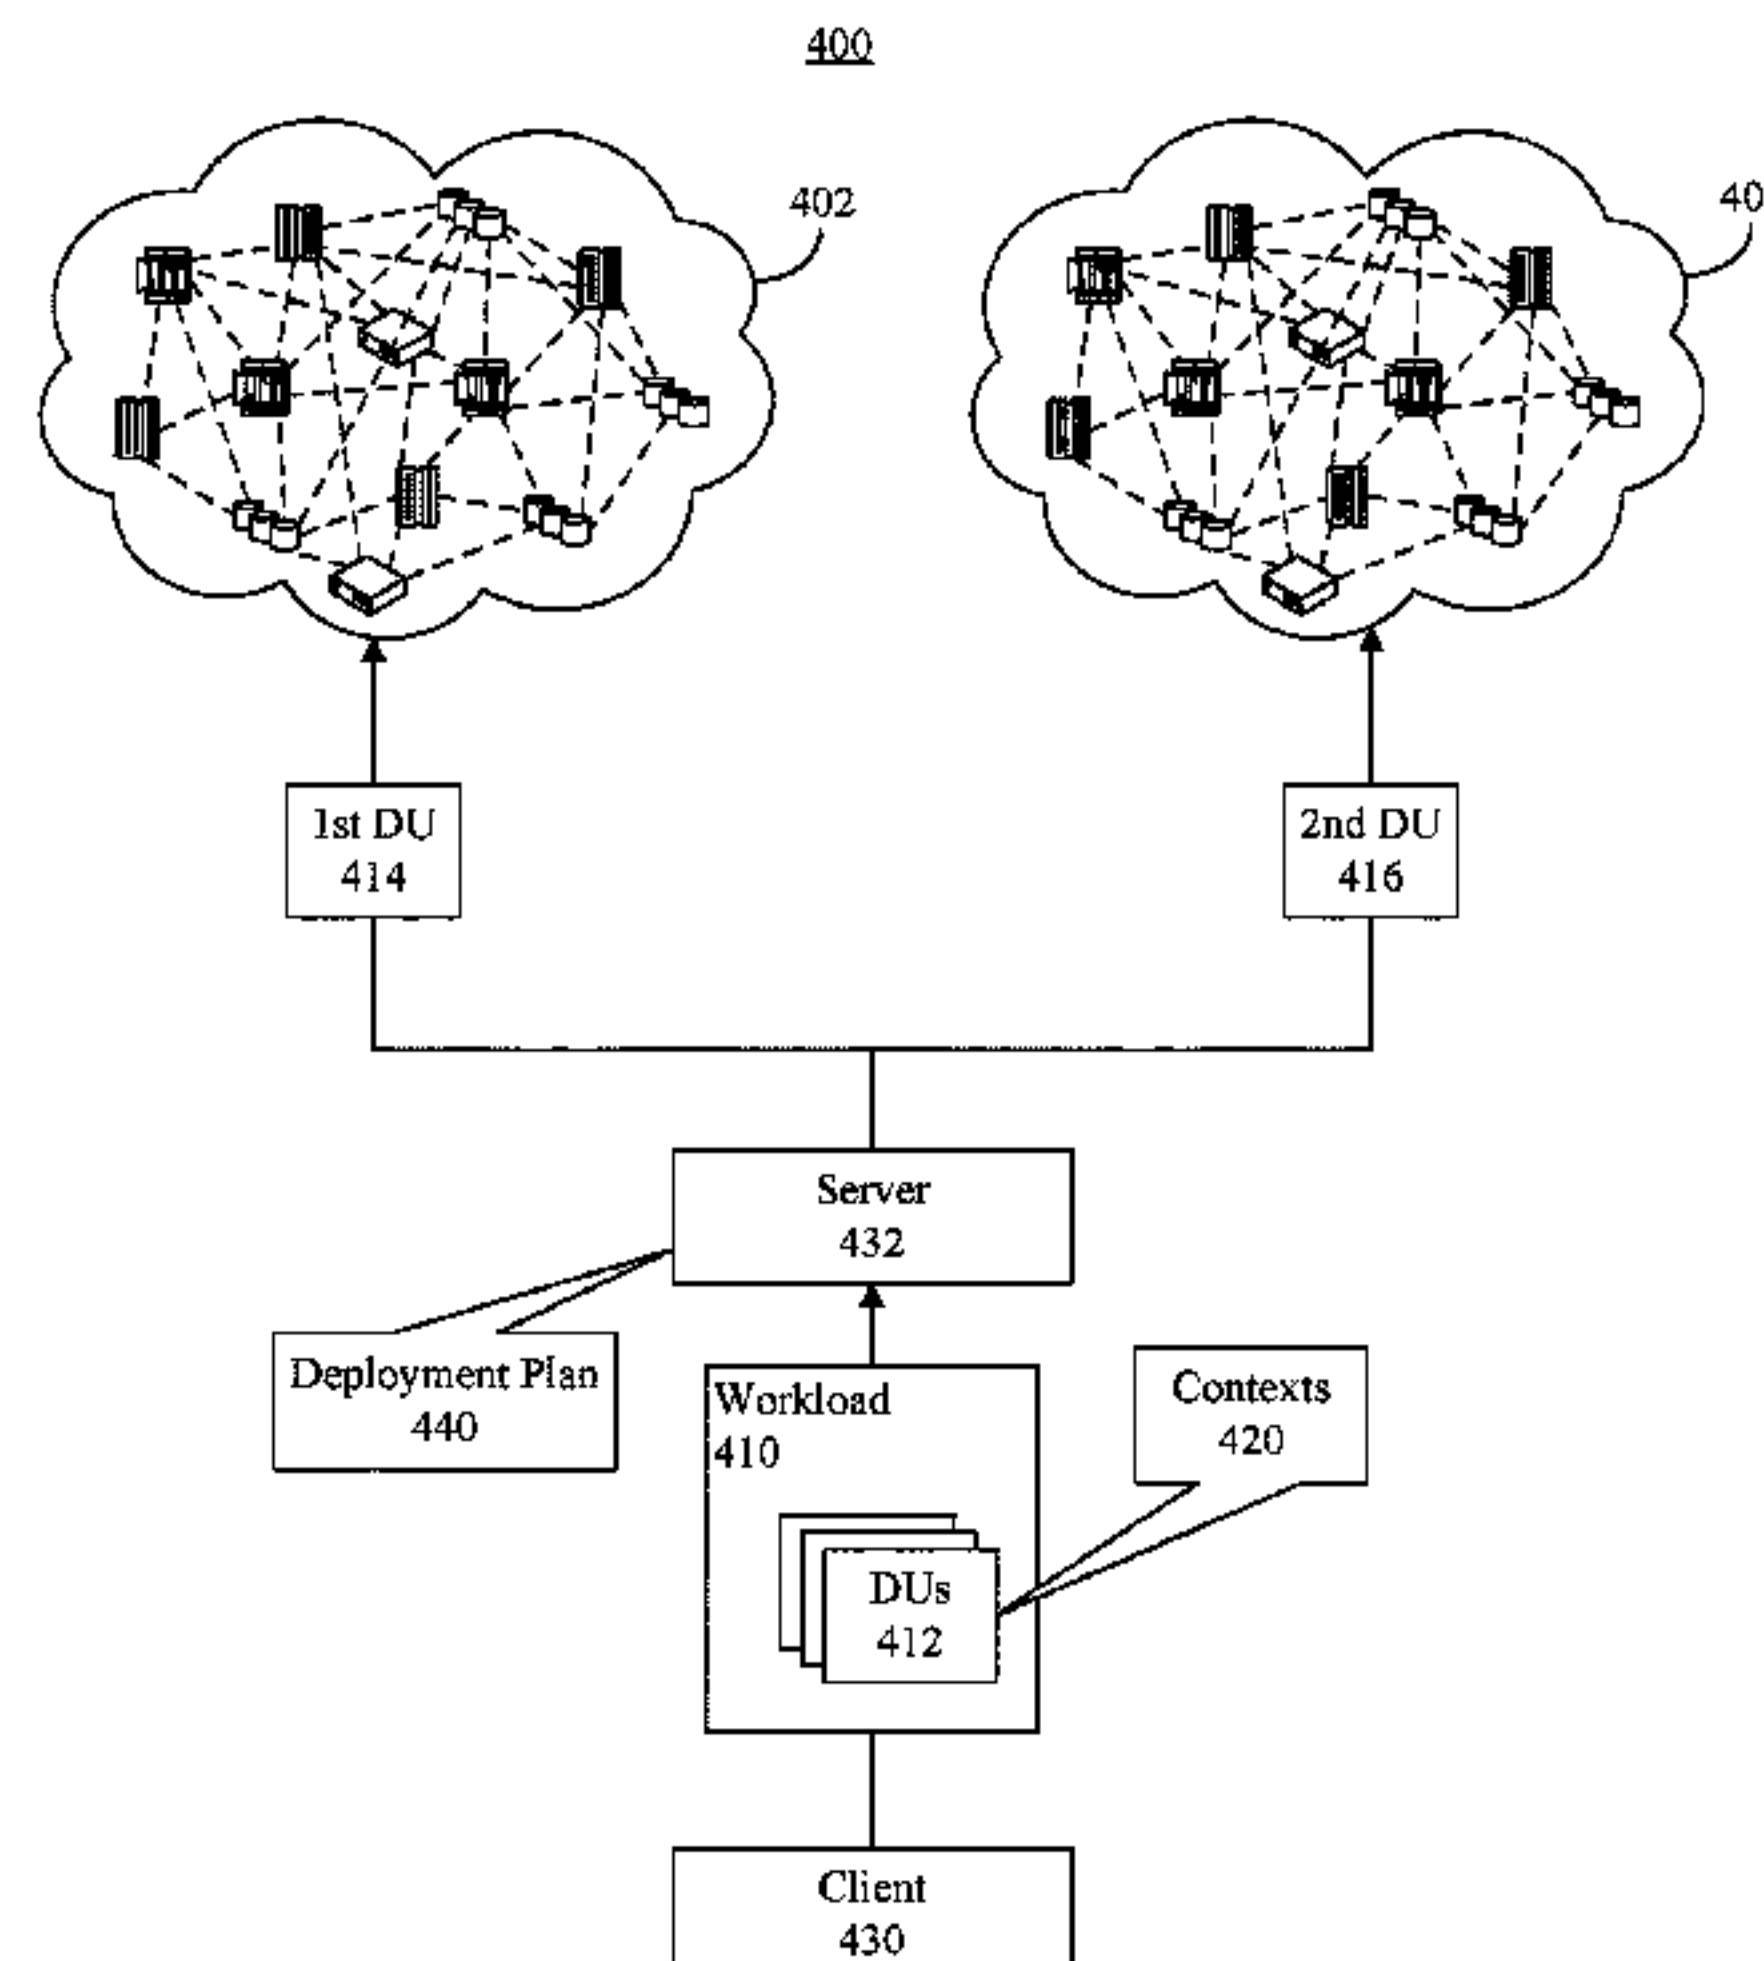 400
402
40
1st DU
414
2nd DU
416
Server
432
Deployment Plan
440
Workload
410
Contexts
420
DUs
412
Client
430